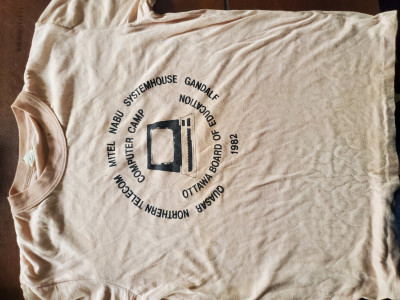 QUASAR NORTHERN TELECOM MITEL NABU SYSTEMHOUSE GANDALF
COMPUTER CAMP
OTTAWA BOARD OF EDUCATION
1982